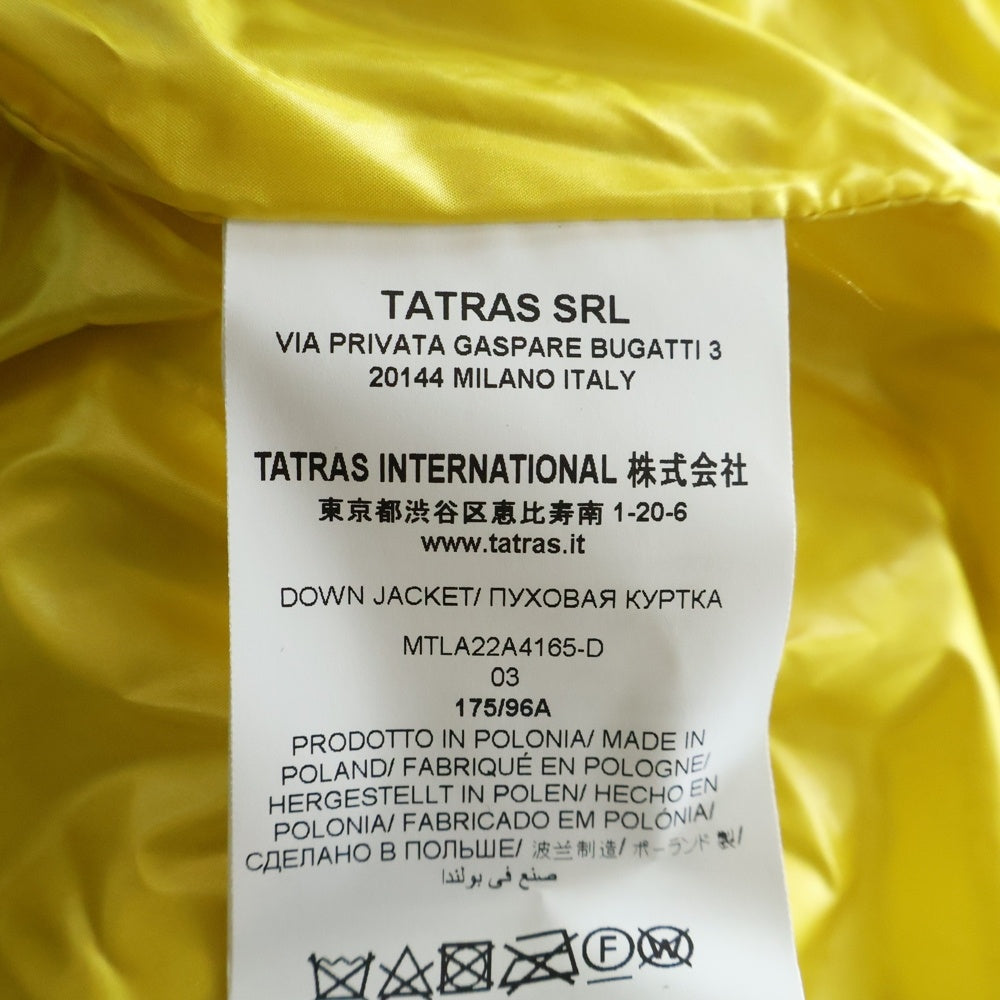 TATRAS SRL
VIA PRIVATA GASPARE BUGATTI 3
20144 MILANO ITALY
TATRAS INTERNATIONAL 株式会社
東京都渋谷区恵比寿南 1-20-6
www.tatras.it
DOWN JACKET/ ПУХОВАЯ КУРТКА
MTLA22A4165-D
03
175/96A
PRODOTTO IN POLONIA/ MADE IN
POLAND/ FABRIQUÉ EN POLOGNE/
HERGESTELLT IN POLEN/ HECHO EN
POLONIA/ FABRICADO EM POLÓNIA/
СДЕЛАНО В ПОЛЬШЕ/ 波兰制造/ ポーランド 製/
صنع في بولندا
F
W